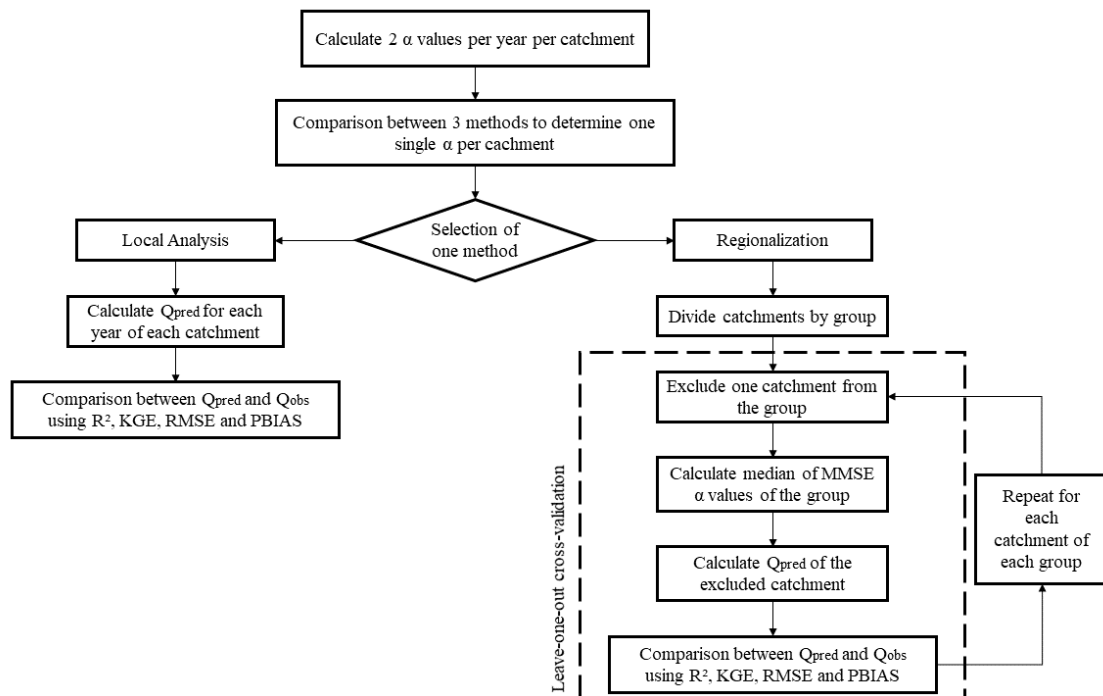 Calculate 2 α values per year per catchment
Comparison between 3 methods to determine one
single α per cachment
Selection of
one method
Local Analysis
Regionalization
Calculate Qpred for each
year of each catchment
Comparison between Qpred and Qobs
using R², KGE, RMSE and PBIAS
Divide catchments by group
Leave-one-out cross-validation
Exclude one catchment from
the group
Calculate median of MMSE
α values of the group
Calculate Qpred of the
excluded catchment
Comparison between Qpred and Qobs
using R², KGE, RMSE and PBIAS
Repeat for
each
catchment of
each group